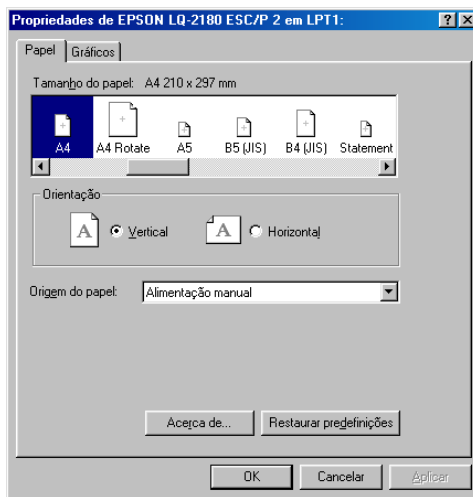 Propriedades de EPSON LQ-2180 ESC/P 2 em LPT1:
Papel Gráficos
Tamanho do papel: A4 210 x 297 mm
A4 A4 Rotate A5 B5 (JIS) B4 (JIS) Statement
Orientação
A Vertical A Horizontal
Origem do papel: Alimentação manual
Acerca de... Restaurar predefinições
OK Cancelar Aplicar